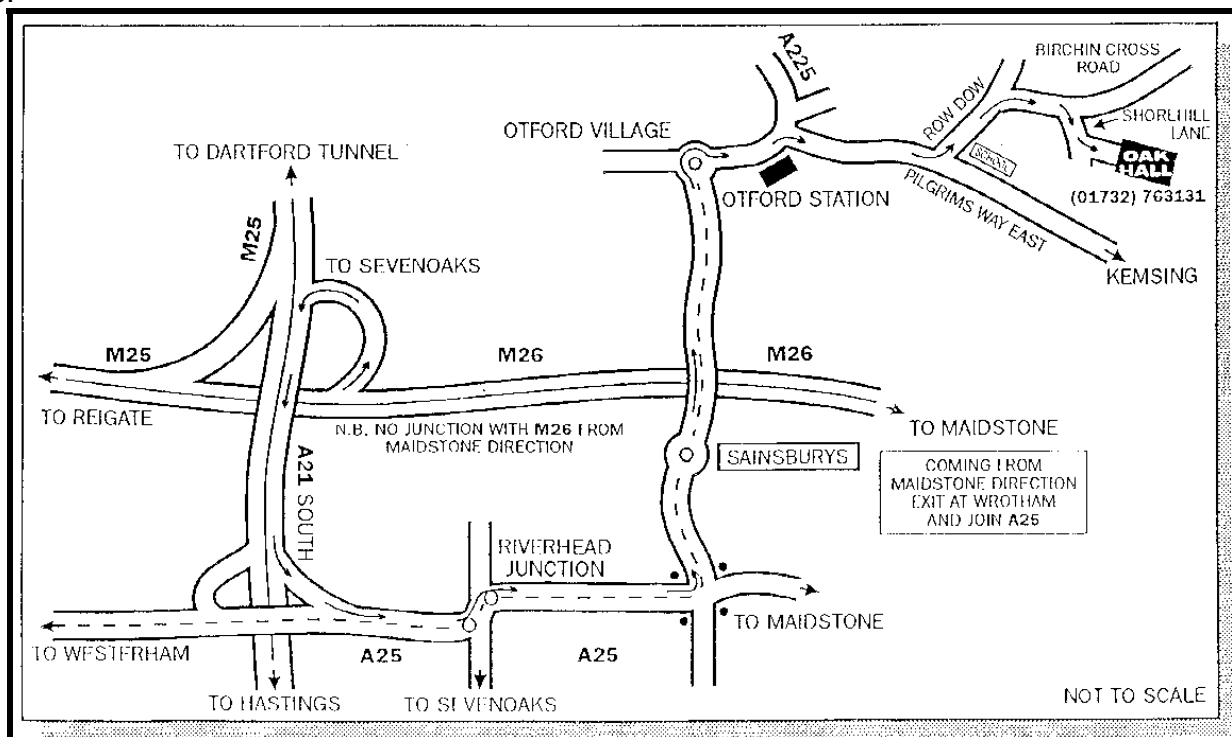 A225
BIRCHIN CROSS
ROAD
OTFORD VILLAGE
ROW DOW
SHOREHILL
LANE
TO DARTFORD TUNNEL
SCHOOL
OAK
HALL
(01732) 763131
OTFORD STATION
PILGRIMS WAY EAST
M25
TO SEVENOAKS
KEMSING
M25
M26
M26
TO REIGATE
N.B. NO JUNCTION WITH M26 FROM
MAIDSTONE DIRECTION
TO MAIDSTONE
A21 SOUTH
SAINSBURYS
COMING FROM
MAIDSTONE DIRECTION
EXIT AT WROTHAM
AND JOIN A25
RIVERHEAD
JUNCTION
TO MAIDSTONE
TO WESTERHAM
A25
A25
TO HASTINGS
TO SEVENOAKS
NOT TO SCALE